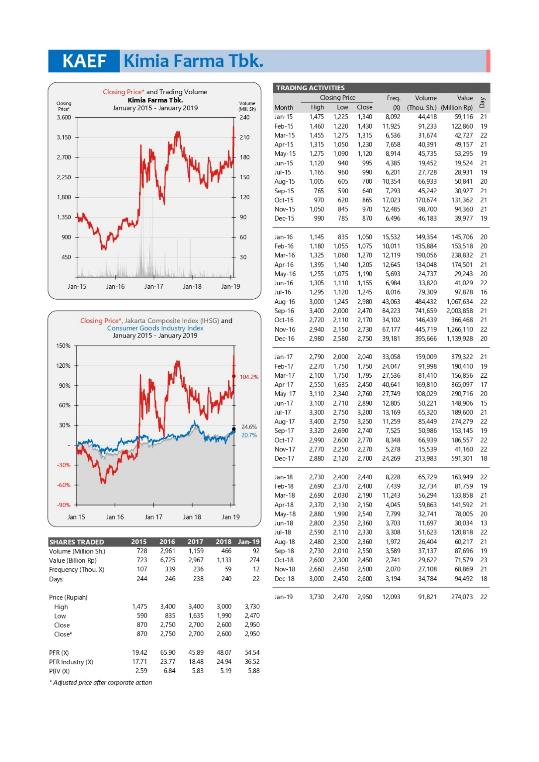 KAEF Kimia Farma Tbk.
Closing Price* and Trading Volume
Kimia Farma Tbk.
January 2015 - January 2019
Closing
Price*
Volume
(Mill. Sh)
3,600 240
3,150 210
2,700 180
2,250 150
1,800 120
1,350 90
900 60
450 30
Jan-15 Jan-16 Jan-17 Jan-18 Jan-19
Closing Price*, Jakarta Composite Index (IHSG) and
Consumer Goods Industry Index
January 2015 - January 2019
150%
120%
104.2%
90%
60%
30%
24.6%
20.7%
-
-30%
-60%
-90%
Jan 15 Jan 16 Jan 17 Jan 18 Jan 19
SHARES TRADED 2015 2016 2017 2018 Jan-19
Volume (Million Sh.) 728 2,961 1,159 466 92
Value (Billion Rp) 723 6,725 2,967 1,133 274
Frequency (Thou. X) 107 339 236 59 12
Days 244 246 238 240 22
Price (Rupiah)
High 1,475 3,400 3,400 3,000 3,730
Low 590 835 1,635 1,990 2,470
Close 870 2,750 2,700 2,600 2,950
Close* 870 2,750 2,700 2,600 2,950
PER (X) 19.42 65.90 45.89 48.07 54.54
PER Industry (X) 17.71 23.77 18.48 24.94 36.52
PBV (X) 2.59 6.84 5.83 5.19 5.88
* Adjusted price after corporate action
TRADING ACTIVITIES
Closing Price Freq. Volume Value Day
Month High Low Close (X) (Thou. Sh.) (Million Rp)
Jan-15 1,475 1,225 1,340 8,092 44,418 59,116 21
Feb-15 1,460 1,220 1,430 11,925 91,233 122,860 19
Mar-15 1,455 1,275 1,315 6,536 31,674 42,727 22
Apr-15 1,315 1,050 1,230 7,658 40,391 49,157 21
May-15 1,275 1,090 1,120 8,914 45,735 53,295 19
Jun-15 1,120 940 995 4,385 19,452 19,524 21
Jul-15 1,165 960 990 6,201 27,728 28,931 19
Aug-15 1,005 605 700 10,354 66,933 50,841 20
Sep-15 765 590 640 7,293 45,242 30,927 21
Oct-15 970 620 865 17,023 170,674 131,362 21
Nov-15 1,050 845 970 12,485 98,700 94,360 21
Dec-15 990 785 870 6,696 46,183 39,977 19
Jan-16 1,145 835 1,050 15,532 149,354 145,706 20
Feb-16 1,180 1,055 1,075 10,011 135,884 153,518 20
Mar-16 1,325 1,060 1,270 12,219 190,056 238,832 21
Apr-16 1,395 1,140 1,205 12,645 134,048 174,501 21
May-16 1,255 1,075 1,190 5,693 24,737 29,243 20
Jun-16 1,305 1,110 1,155 6,984 33,820 41,029 22
Jul-16 1,295 1,120 1,245 8,016 79,309 97,878 16
Aug-16 3,000 1,245 2,980 43,063 484,432 1,067,634 22
Sep-16 3,400 2,000 2,470 84,223 741,659 2,003,858 21
Oct-16 2,720 2,110 2,170 34,102 146,439 366,468 21
Nov-16 2,940 2,150 2,730 67,177 445,719 1,266,110 22
Dec-16 2,980 2,580 2,750 39,181 395,666 1,139,928 20
Jan-17 2,790 2,000 2,040 33,058 159,009 379,322 21
Feb-17 2,270 1,750 1,750 24,047 91,998 190,410 19
Mar-17 2,100 1,750 1,795 27,536 81,410 156,856 22
Apr-17 2,550 1,635 2,450 40,641 169,810 365,097 17
May-17 3,110 2,340 2,760 27,749 108,029 290,716 20
Jun-17 3,100 2,710 2,890 12,805 50,221 148,906 15
Jul-17 3,300 2,750 3,200 13,159 65,320 189,600 21
Aug-17 3,400 2,750 3,250 11,259 85,449 274,279 22
Sep-17 3,320 2,690 2,740 7,525 50,986 153,145 19
Oct-17 2,990 2,600 2,770 8,348 66,939 186,557 22
Nov-17 2,770 2,250 2,270 5,278 15,539 41,160 22
Dec-17 2,880 2,120 2,700 24,269 213,983 591,301 18
Jan-18 2,730 2,400 2,440 8,228 65,729 163,949 22
Feb-18 2,690 2,370 2,400 2,439 32,734 81,759 19
Mar-18 2,690 2,030 2,190 11,243 56,294 133,858 21
Apr-18 2,370 2,130 2,150 4,045 59,863 141,592 21
May-18 2,880 1,990 2,540 7,799 32,741 78,005 20
Jun-18 2,800 2,350 2,360 3,703 11,697 30,034 13
Jul-18 2,590 2,110 2,330 3,308 51,623 120,818 22
Aug-18 2,480 2,300 2,360 1,972 26,404 60,217 21
Sep-18 2,730 2,010 2,550 3,589 37,137 87,696 19
Oct-18 2,600 2,300 2,450 2,741 29,622 71,579 23
Nov-18 2,660 2,450 2,500 2,070 27,108 68,869 21
Dec-18 3,000 2,450 2,600 3,194 34,784 94,492 18
Jan-19 3,730 2,470 2,950 12,093 91,821 274,073 22